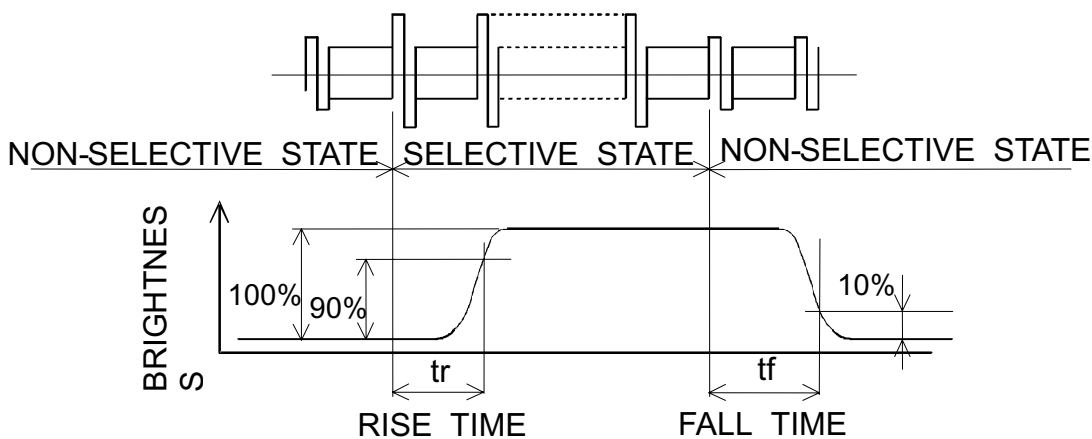 NON-SELECTIVE STATE SELECTIVE STATE NON-SELECTIVE STATE
BRIGHTNES
S
100%
90%
10%
tr
tf
RISE TIME
FALL TIME